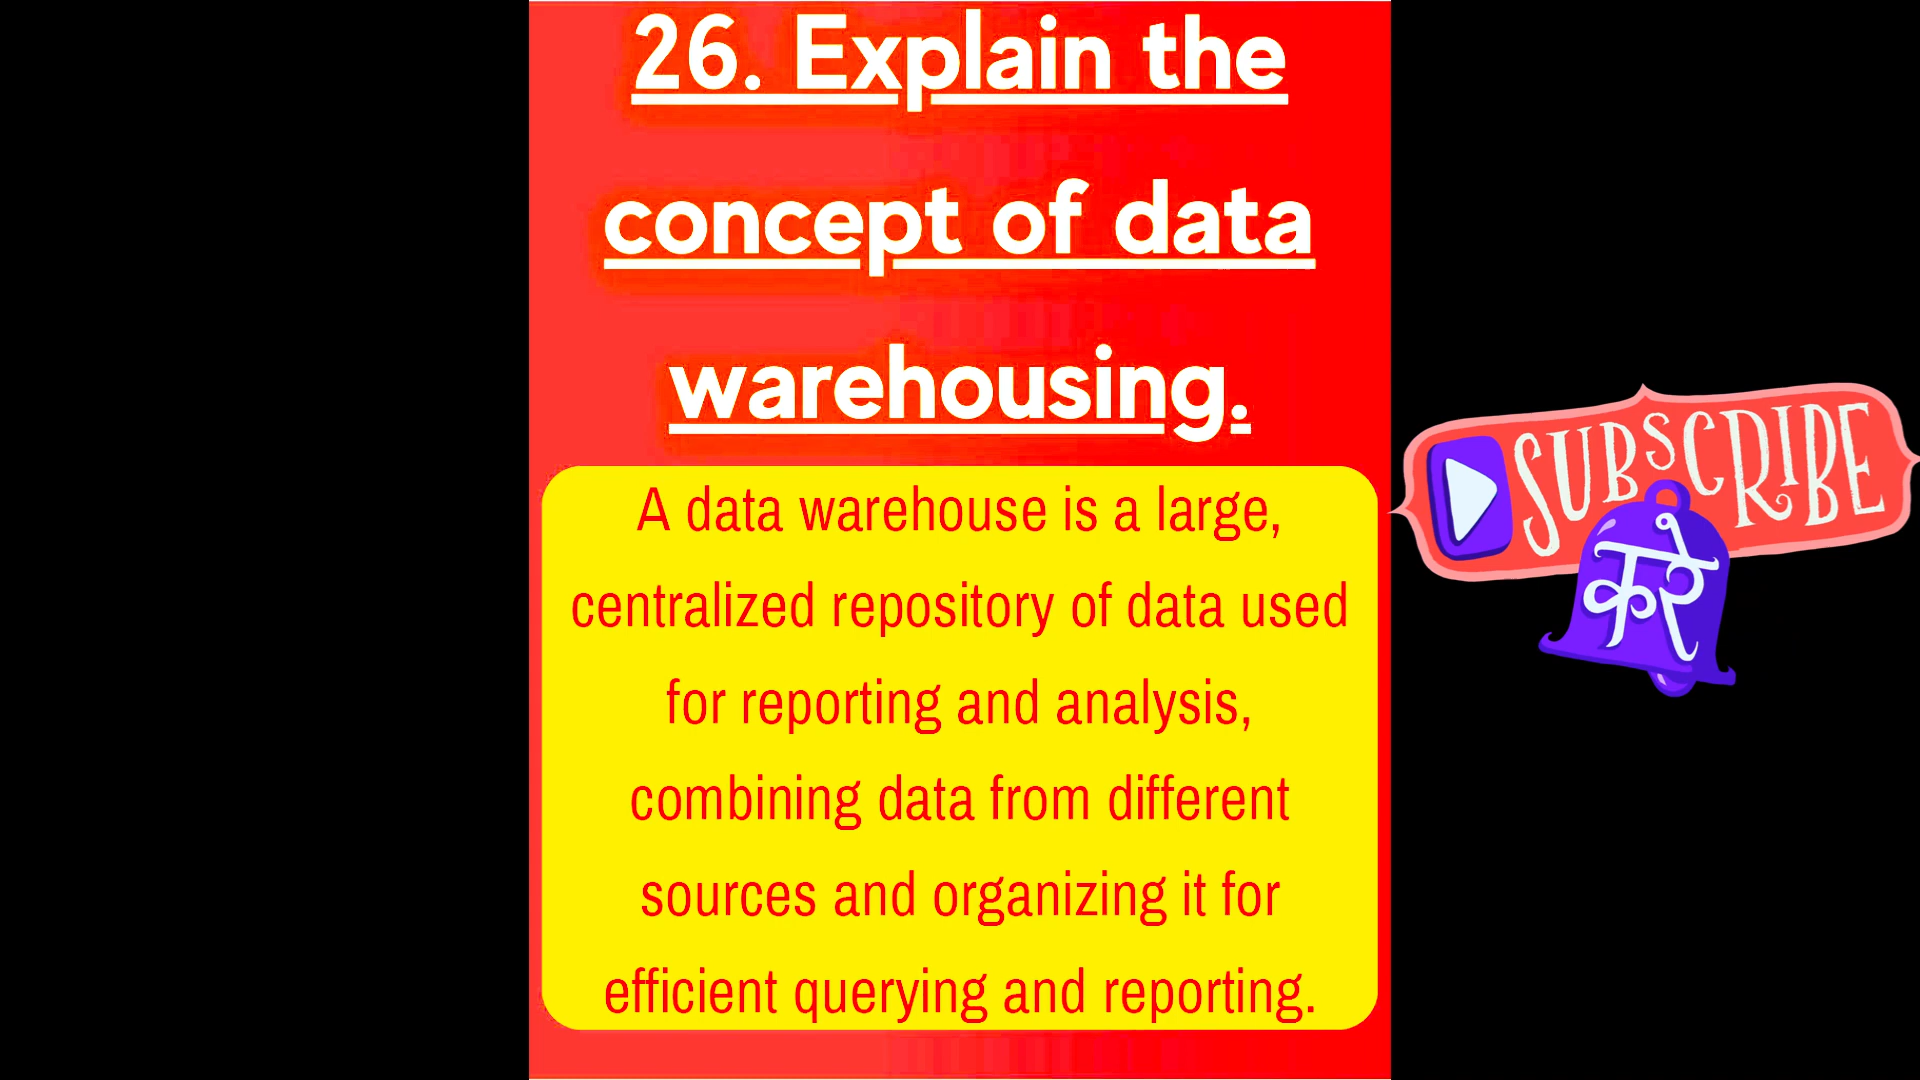 26. Explain the
concept of data
warehousing.
A data warehouse is a large,
centralized repository of data used
for reporting and analysis,
combining data from different
sources and organizing it for
efficient querying and reporting.
SUBSCRIBE
करे